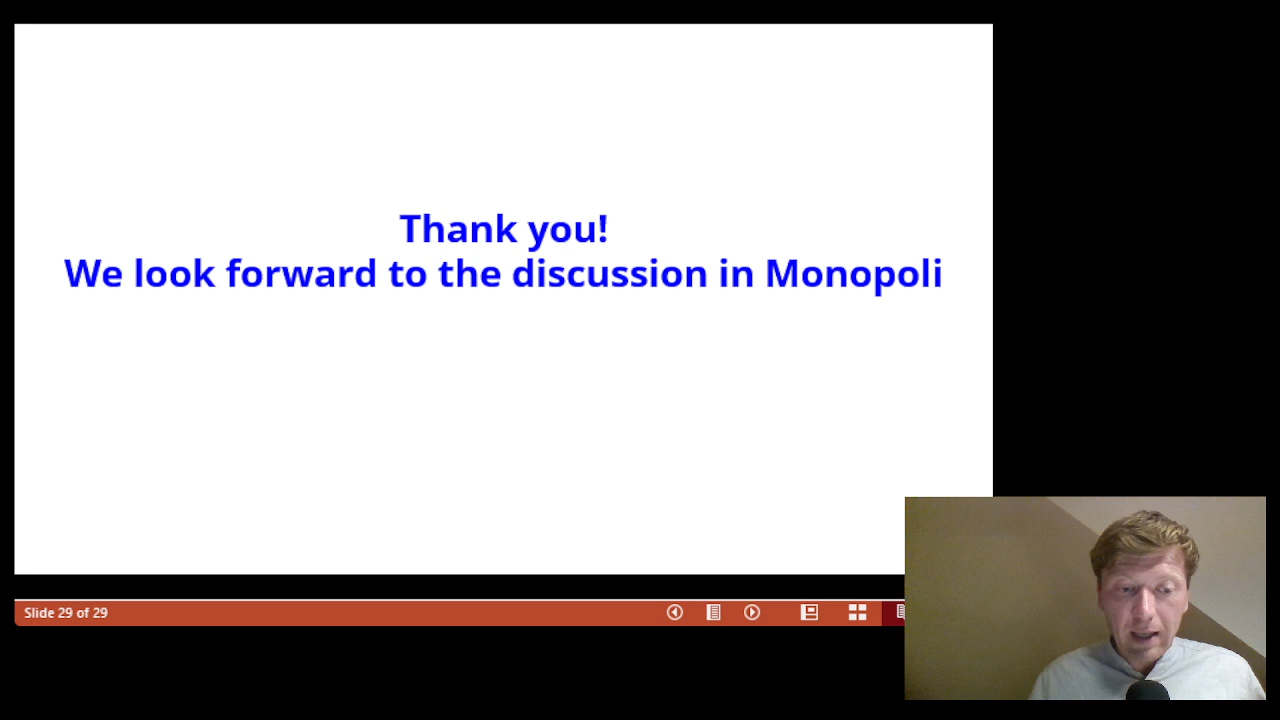 Thank you!
We look forward to the discussion in Monopoli
Slide 29 of 29